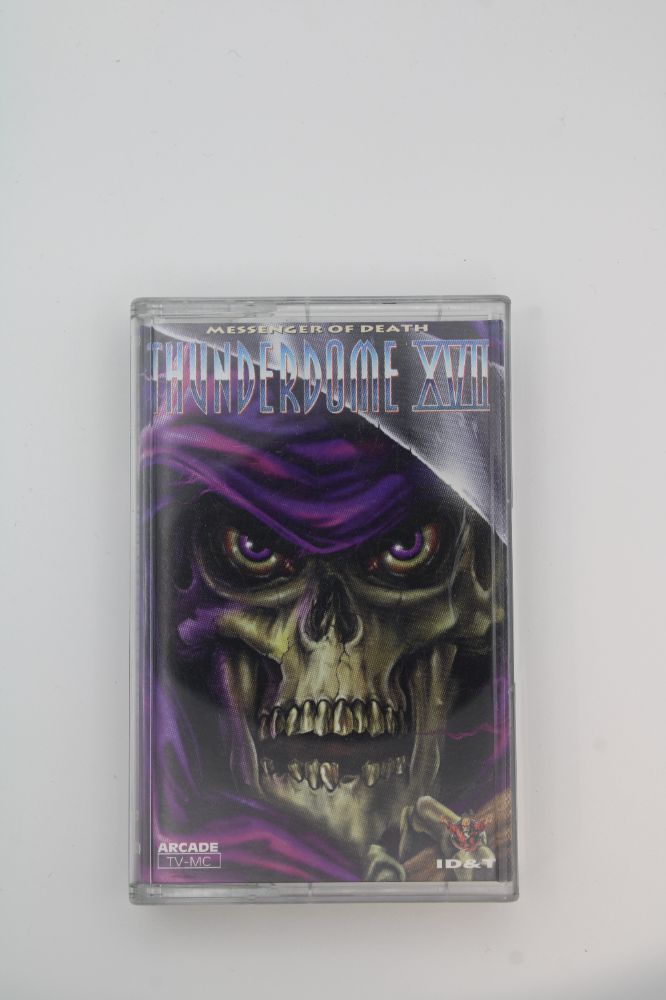 MESSENGER OF DEATH
THUNDERDOME XVII
ARCADE
TV-MC
ID&T